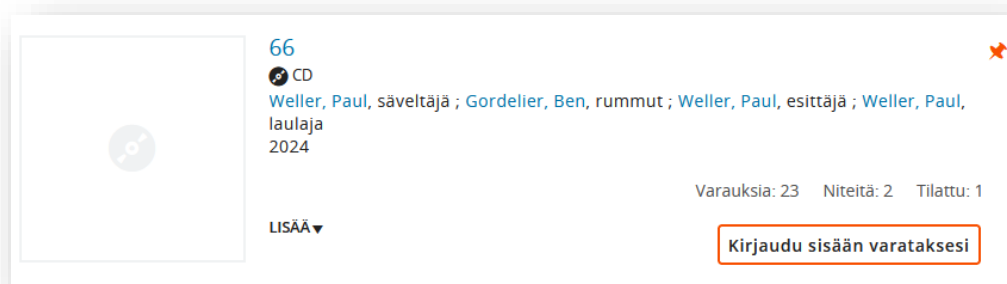 66
CD
Weller, Paul, säveltäjä ; Gordelier, Ben, rummut ; Weller, Paul, esittäjä ; Weller, Paul,
laulaja
2024
Varauksia: 23 Niteitä: 2 Tilattu: 1
LISÄÄ▼
Kirjaudu sisään varataksesi